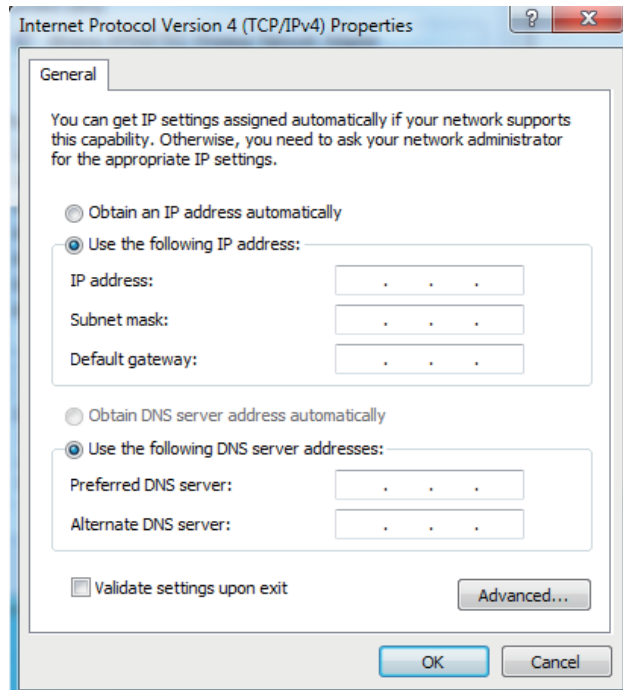 Internet Protocol Version 4 (TCP/IPv4) Properties
?
General
You can get IP settings assigned automatically if your network supports
this capability. Otherwise, you need to ask your network administrator
for the appropriate IP settings.
Obtain an IP address automatically
Use the following IP address:
IP address: . . .
Subnet mask: . . .
Default gateway: . . .
Obtain DNS server address automatically
Use the following DNS server addresses:
Preferred DNS server: . . .
Alternate DNS server: . . .
Validate settings upon exit
Advanced...
OK Cancel